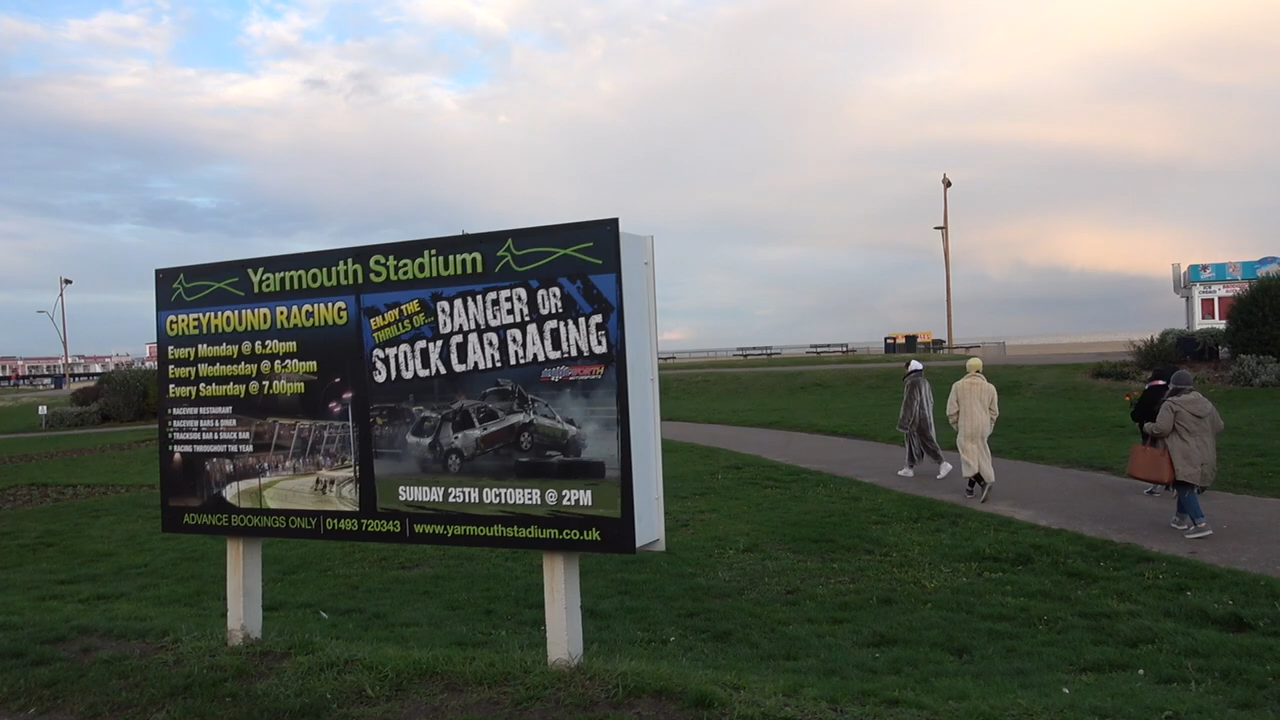 Yarmouth Stadium
GREYHOUND RACING
Every Monday @ 6.20pm
Every Wednesday @ 6:30pm
Every Saturday @ 7.00pm
RACEVIEW RESTAURANT
RACEVIEW BARS & DINER
TRACKSIDE BAR & SNACK BAR
RACING THROUGHOUT THE YEAR
ENJOY THE
THRILLS OF...
BANGER OR
STOCK CAR RACING
SUNDAY 25TH OCTOBER @ 2PM
ADVANCE BOOKINGS ONLY | 01493 720343 | www.yarmouthstadium.co.uk
ICE
CREAM